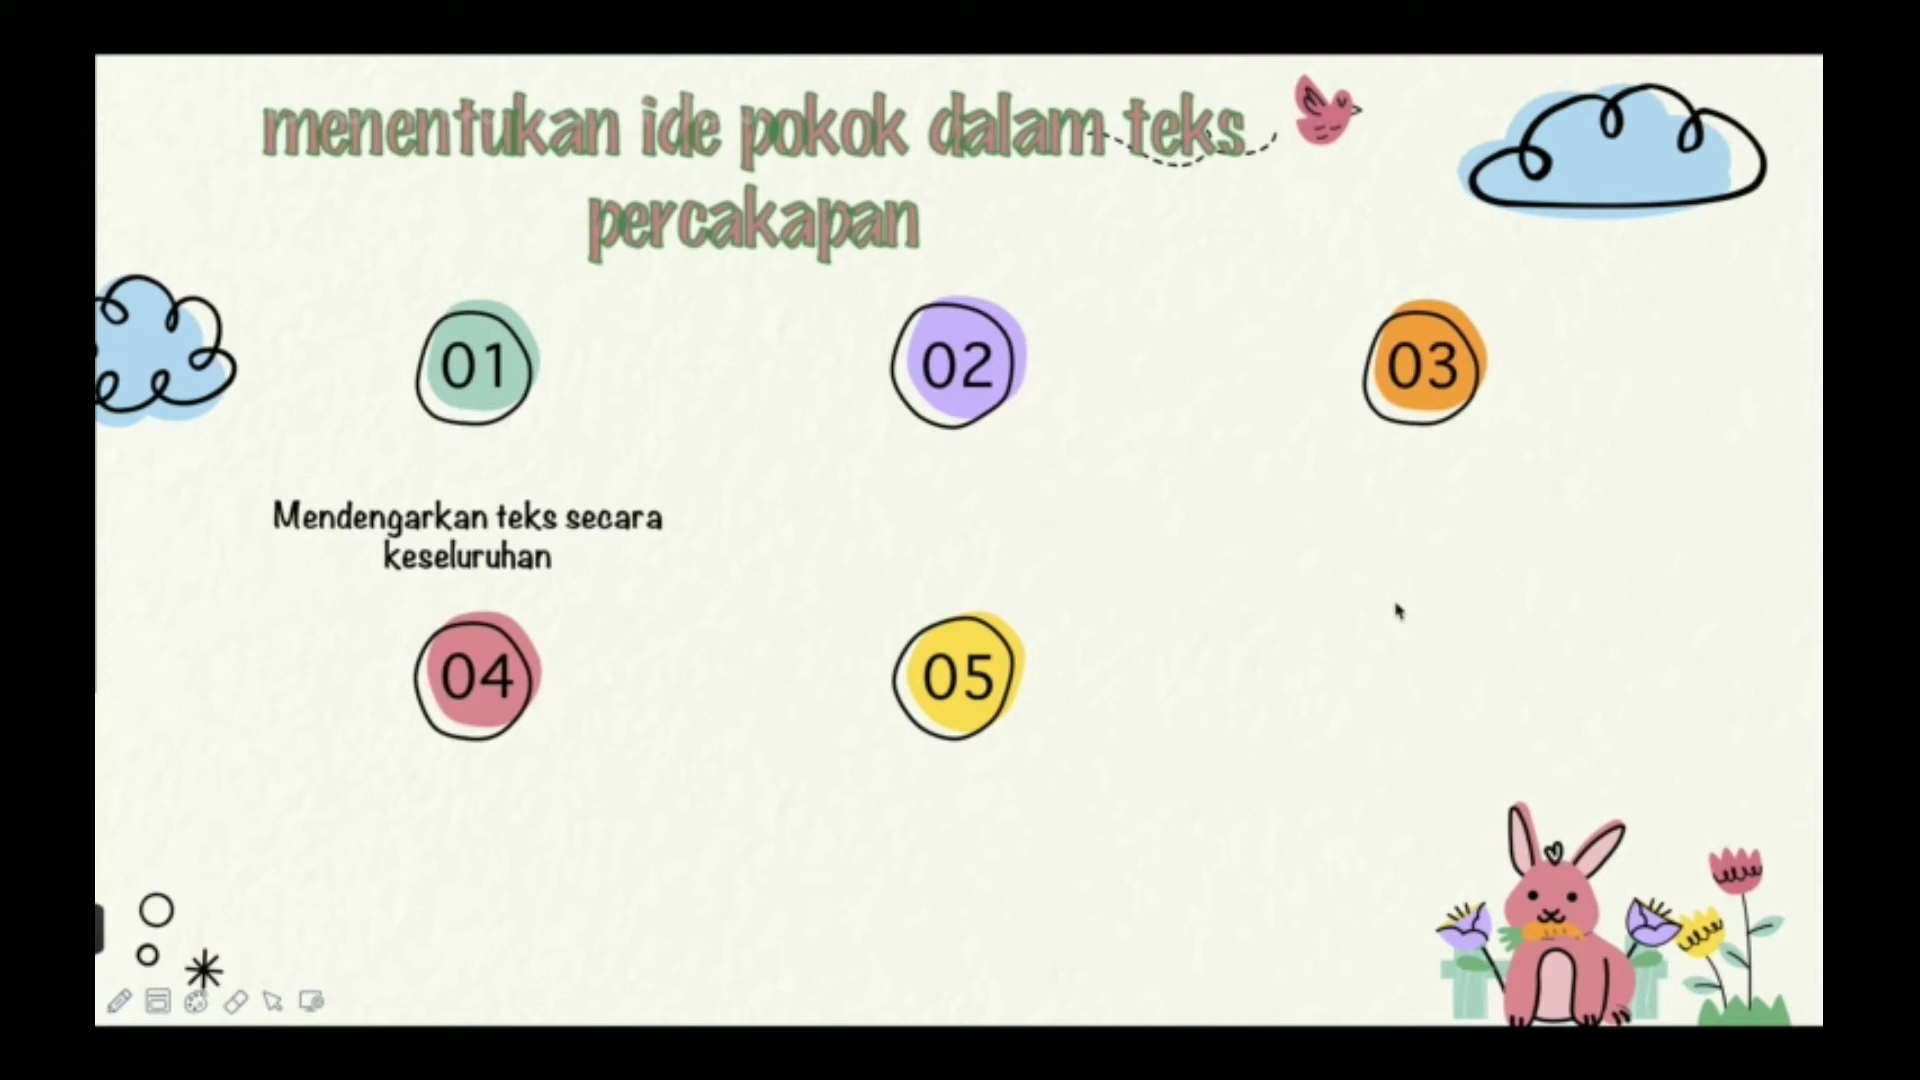 menentukan ide pokok dalam teks
percakapan
01
02
03
Mendengarkan teks secara
keseluruhan
04
05